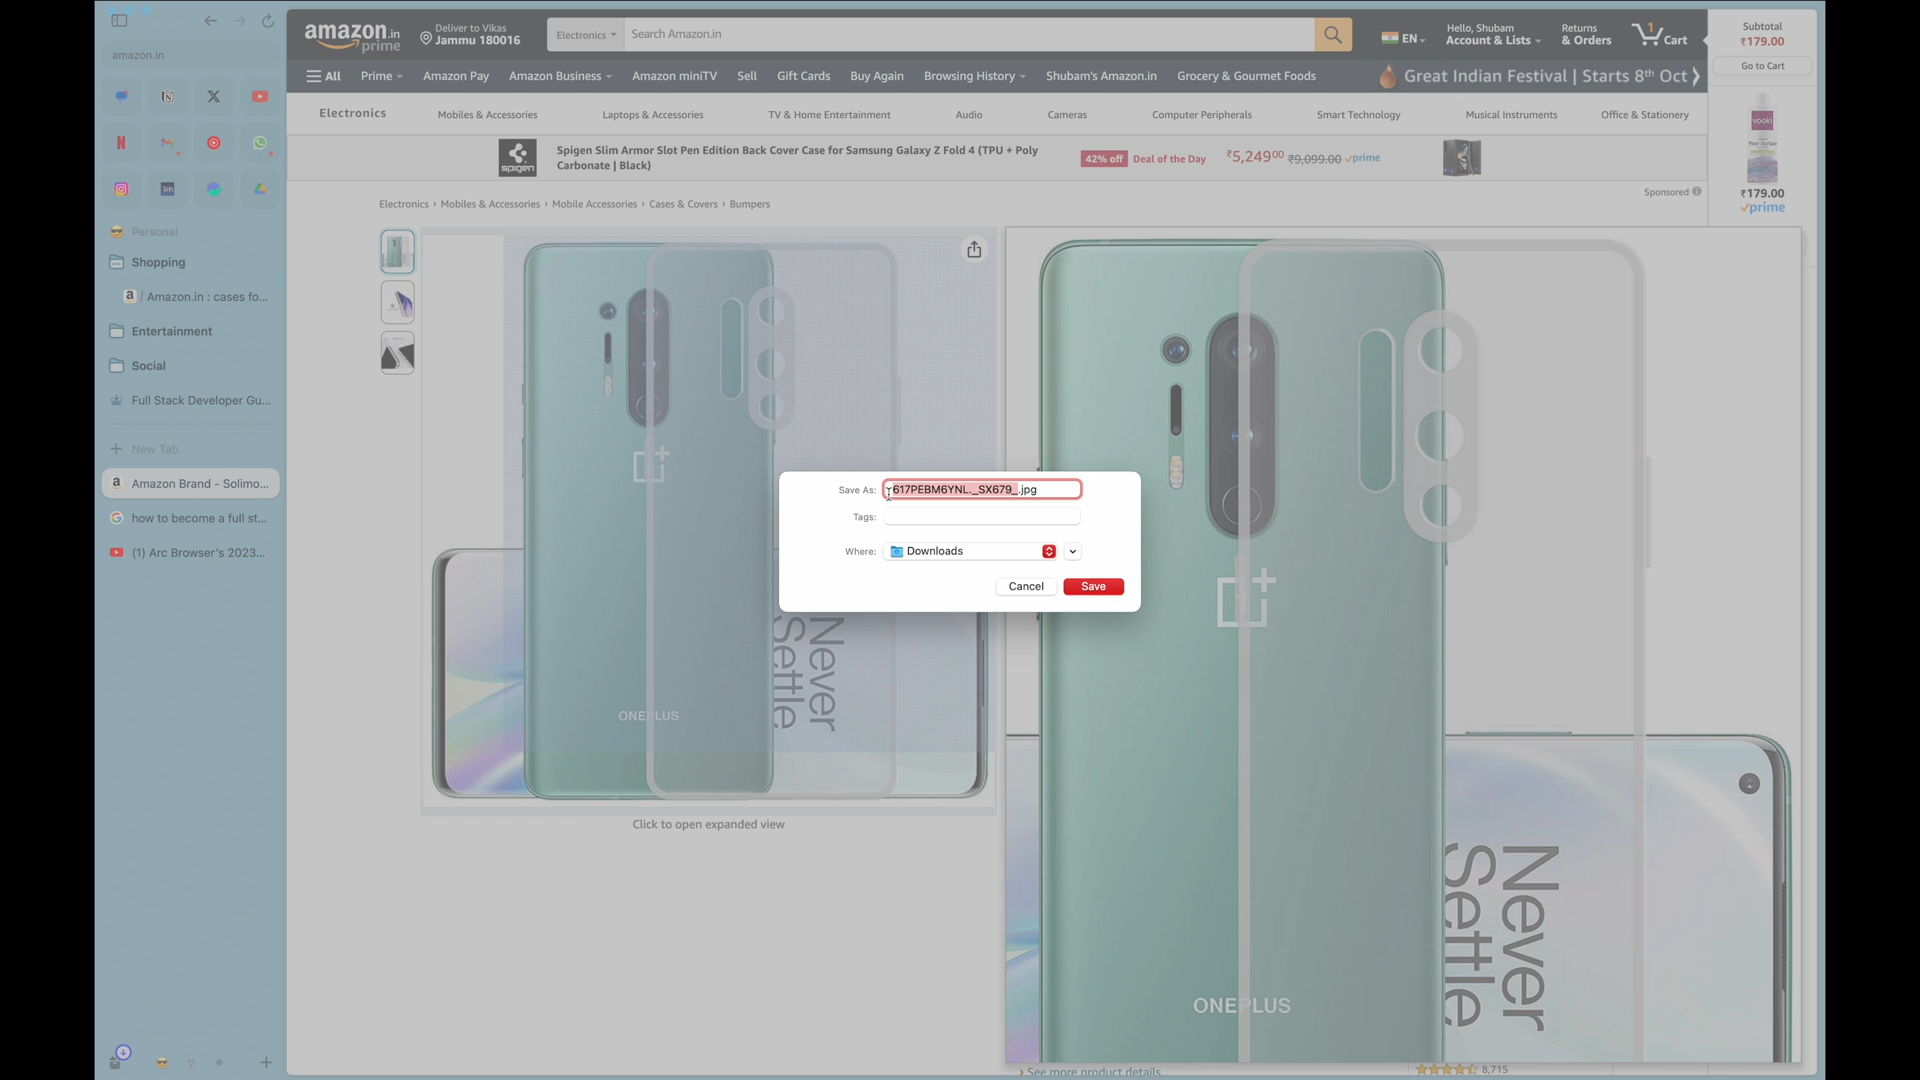 amazon.in
Personal
Shopping
/ Amazon.in : cases fo...
Entertainment
Social
Full Stack Developer Gu...
New Tab
Amazon Brand - Solimo...
how to become a full st...
(1) Arc Browser's 2023...
amazon.in
prime
Deliver to Vikas
Jammu 180016
Electronics
Search Amazon.in
EN
Hello, Shubam
Account & Lists
Returns
& Orders
1
Cart
Subtotal
₹179.00
Go to Cart
All
Prime
Amazon Pay
Amazon Business
Amazon miniTV
Sell
Gift Cards
Buy Again
Browsing History
Shubam's Amazon.in
Grocery & Gourmet Foods
Great Indian Festival | Starts 8th Oct
Electronics
Mobiles & Accessories
Laptops & Accessories
TV & Home Entertainment
Audio
Cameras
Computer Peripherals
Smart Technology
Musical Instruments
Office & Stationery
spigen
Spigen Slim Armor Slot Pen Edition Back Cover Case for Samsung Galaxy Z Fold 4 (TPU + Poly
Carbonate | Black)
42% off
Deal of the Day
₹5,249.00
₹9,099.00
prime
Sponsored
vooki
₹179.00
prime
Electronics › Mobiles & Accessories › Mobile Accessories › Cases & Covers › Bumpers
ONEPLUS
Never
Settle
Click to open expanded view
Save As:
617PEBM6YNL._SX679_.jpg
Tags:
Where:
Downloads
Cancel
Save
ONEPLUS
Never
Settle
See more product details
8,715